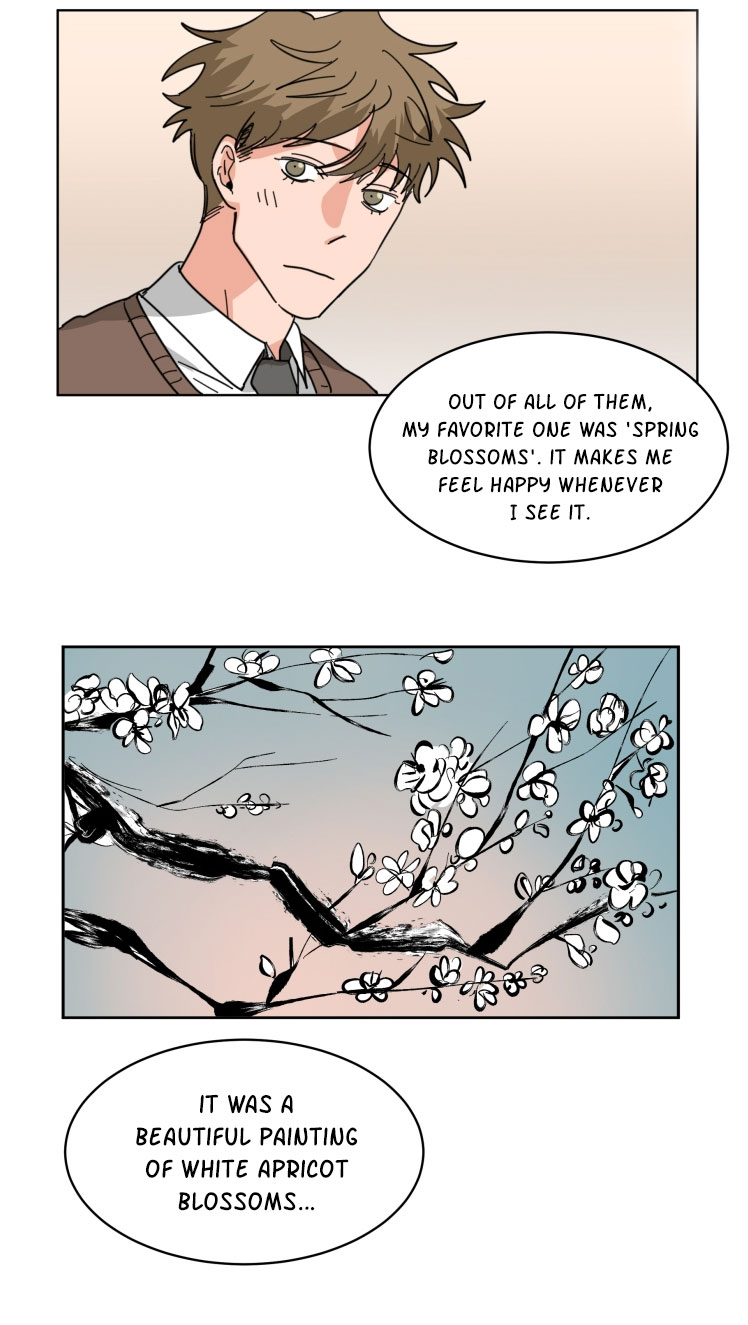 OUT OF ALL OF THEM,
MY FAVORITE ONE WAS 'SPRING
BLOSSOMS'. IT MAKES ME
FEEL HAPPY WHENEVER
I SEE IT.
IT WAS A
BEAUTIFUL PAINTING
OF WHITE APRICOT
BLOSSOMS...